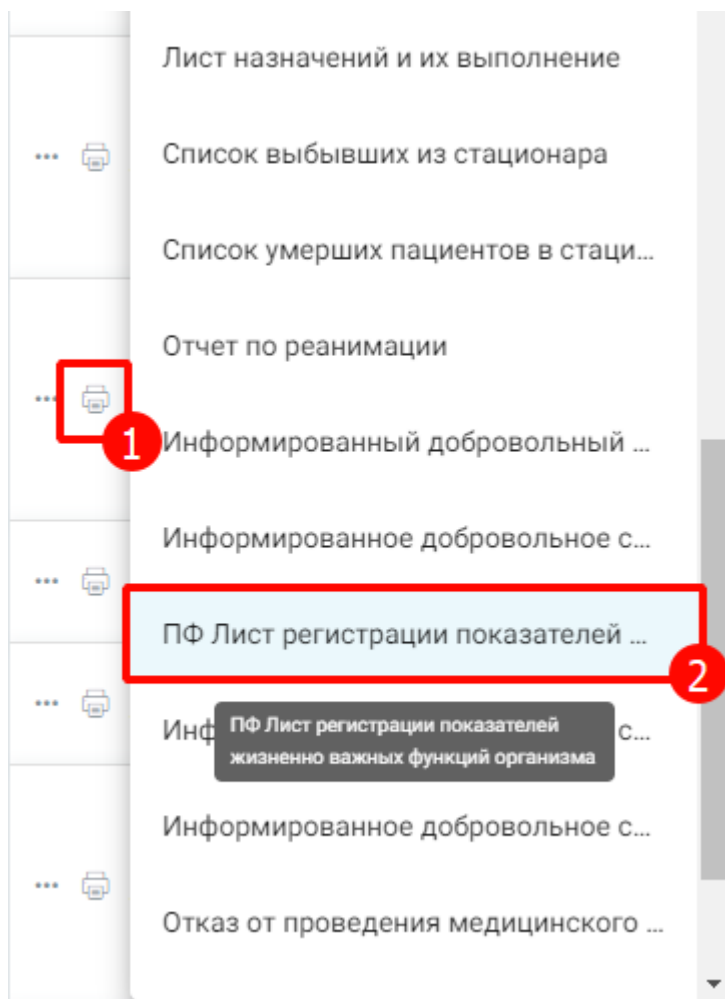 Лист назначений и их выполнение
Список выбывших из стационара
Список умерших пациентов в стаци...
Отчет по реанимации
1
Информированный добровольный ...
Информированное добровольное с...
ПФ Лист регистрации показателей ...
2
ПФ Лист регистрации показателей
жизненно важных функций организма
Инф с...
Информированное добровольное с...
Отказ от проведения медицинского ...